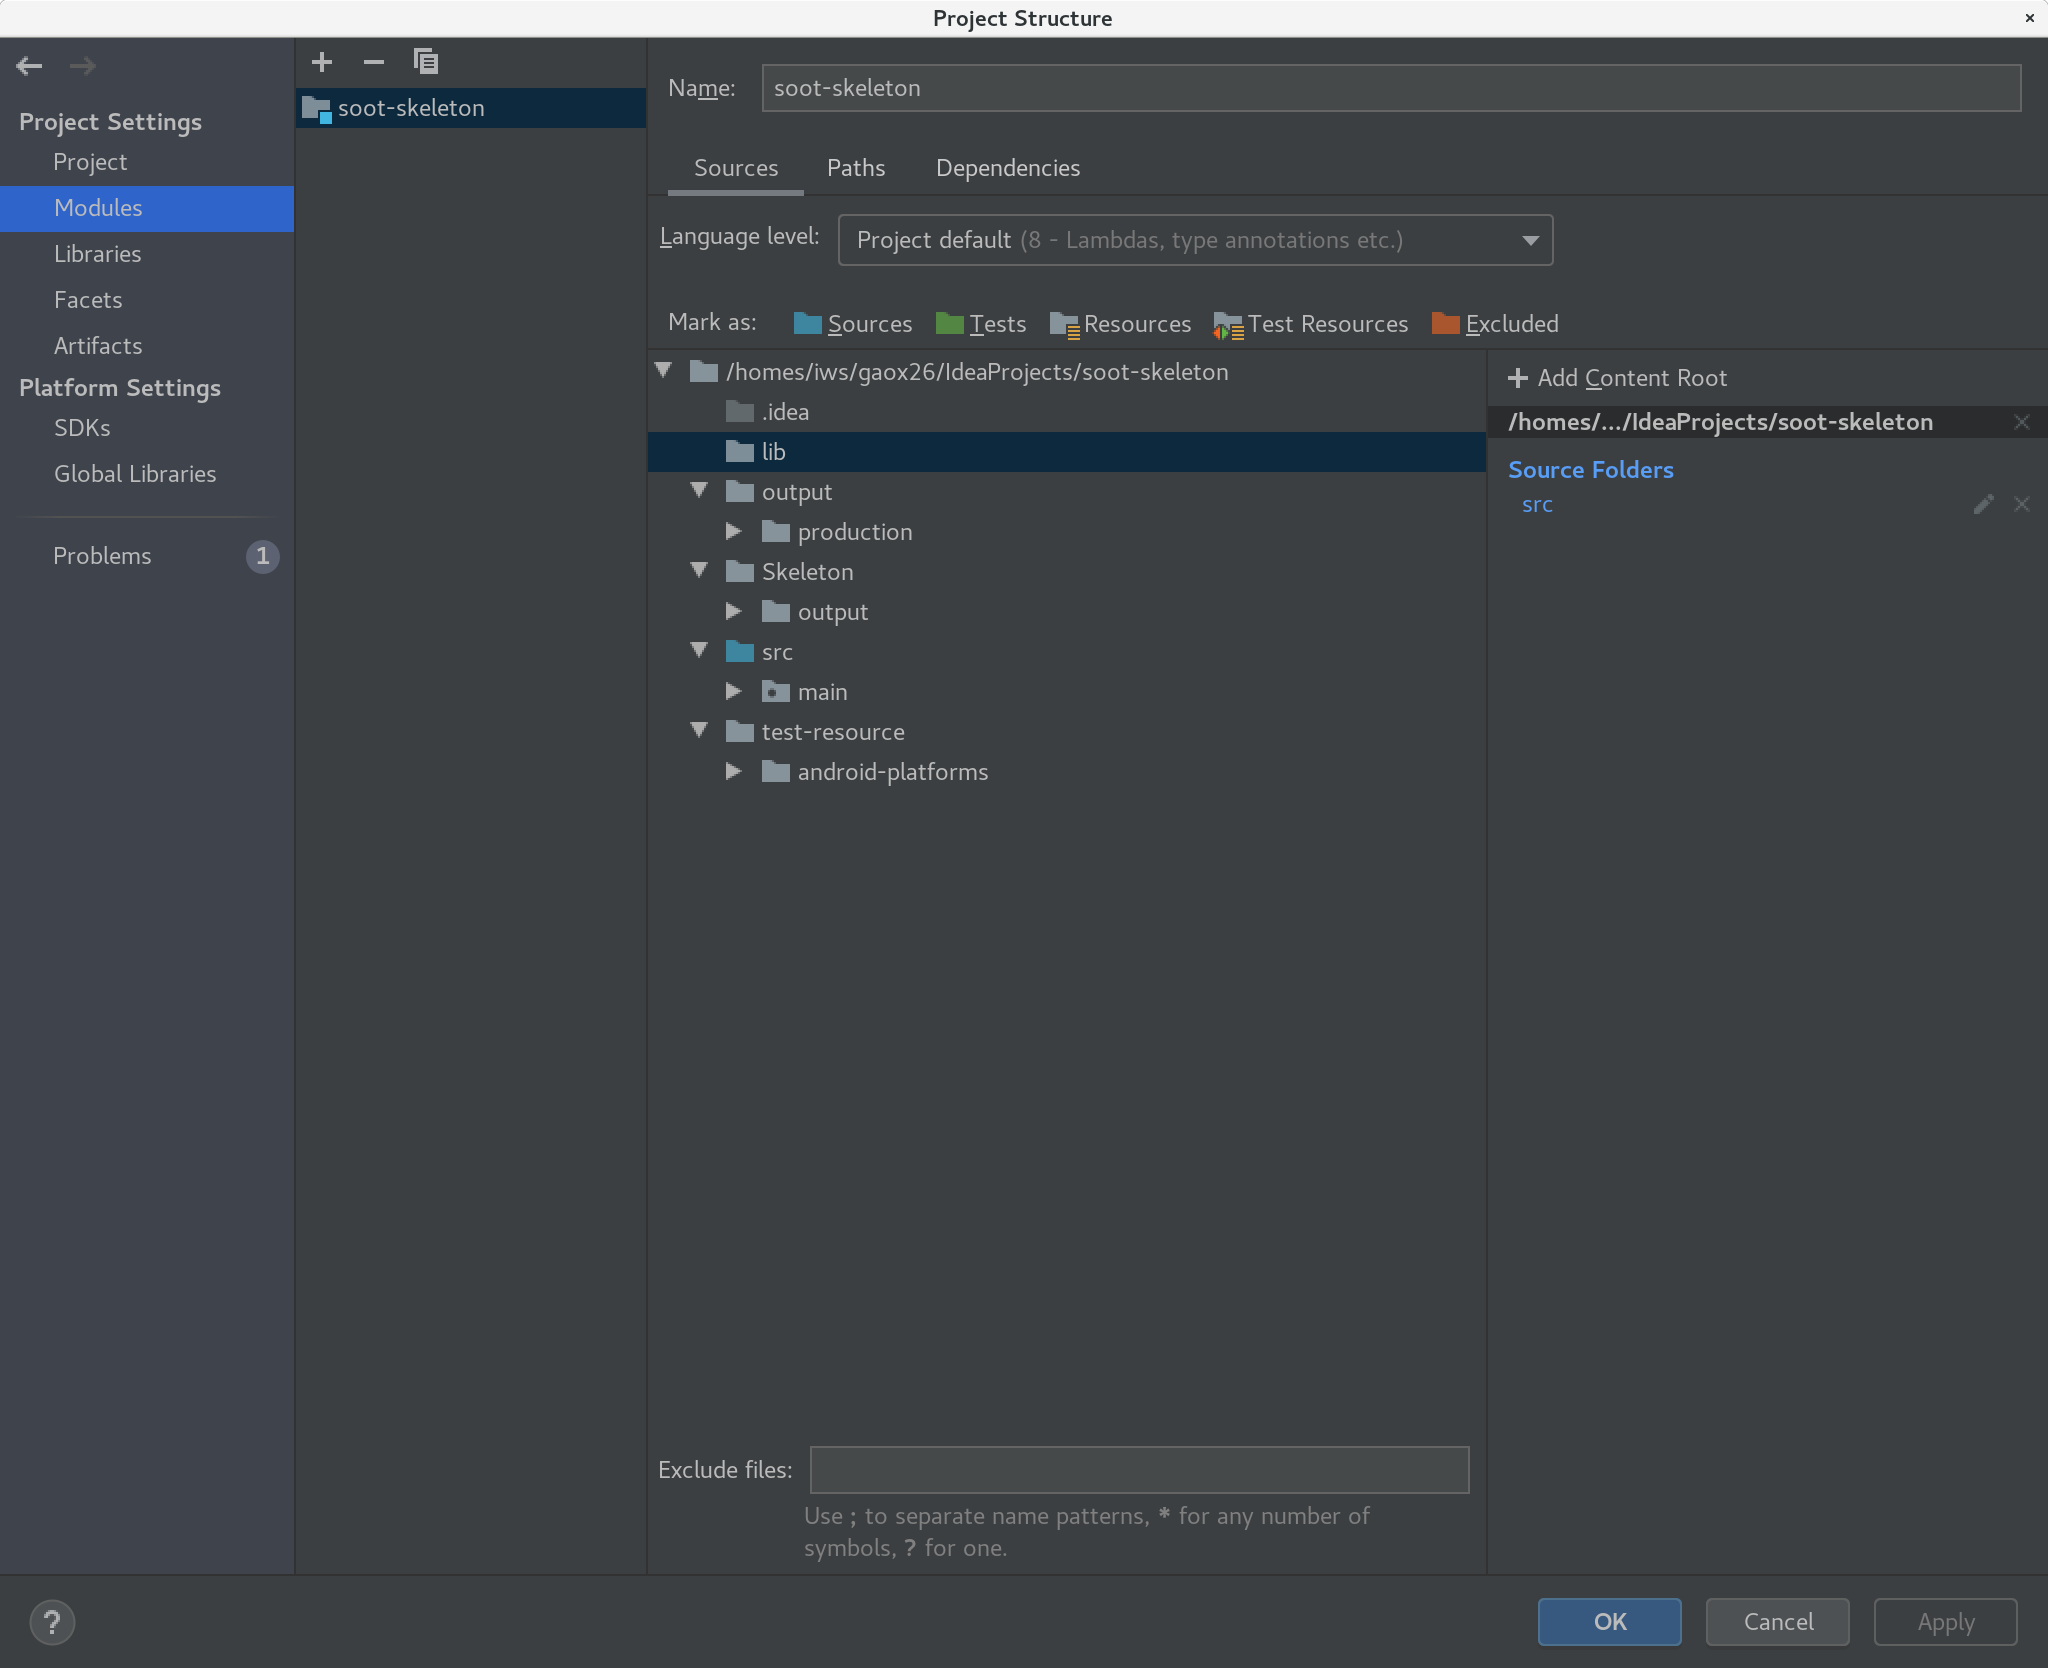 Project Structure
Project Settings
Project
Modules
Libraries
Facets
Artifacts
Platform Settings
SDKs
Global Libraries
Problems 1
soot-skeleton
Name: soot-skeleton
Sources Paths Dependencies
Language level: Project default (8 - Lambdas, type annotations etc.)
Mark as: Sources Tests Resources Test Resources Excluded
/homes/iws/gaox26/IdeaProjects/soot-skeleton
.idea
lib
output
production
Skeleton
output
src
main
test-resource
android-platforms
Add Content Root
/homes/.../IdeaProjects/soot-skeleton
Source Folders
src
Exclude files:
Use ; to separate name patterns, * for any number of
symbols, ? for one.
?
OK Cancel Apply